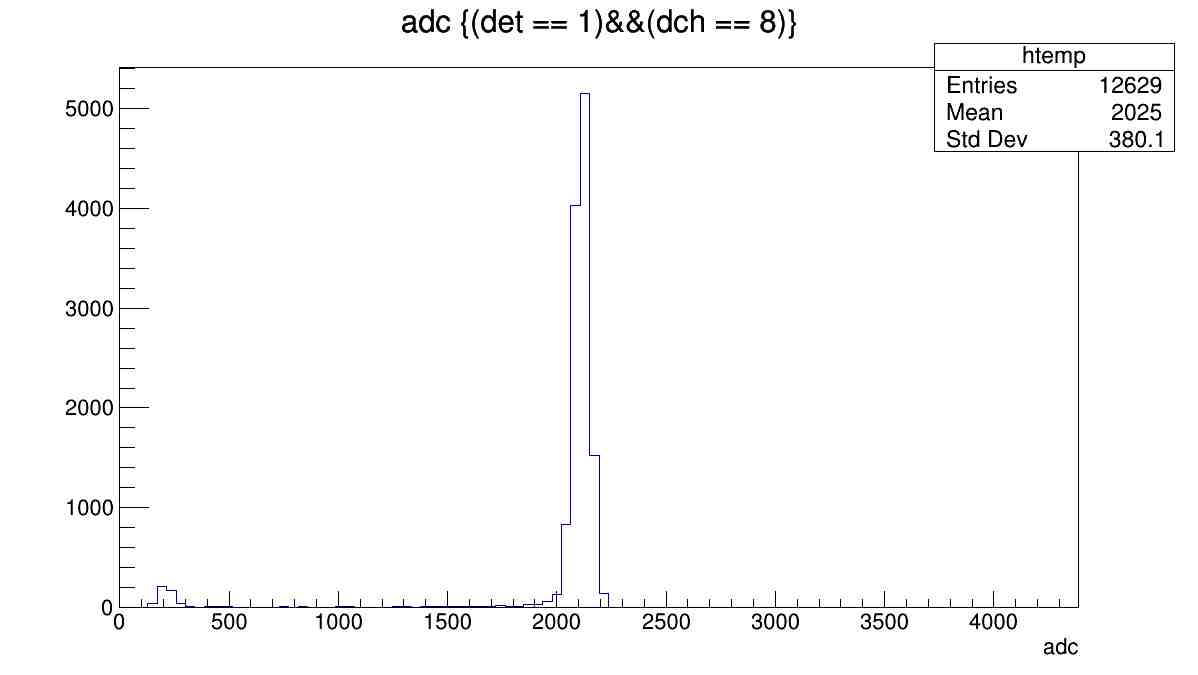 adc {(det == 1)&&(dch == 8)}
htemp
Entries 12629
Mean 2025
Std Dev 380.1
5000
4000
3000
2000
1000
0
0 500 1000 1500 2000 2500 3000 3500 4000
adc